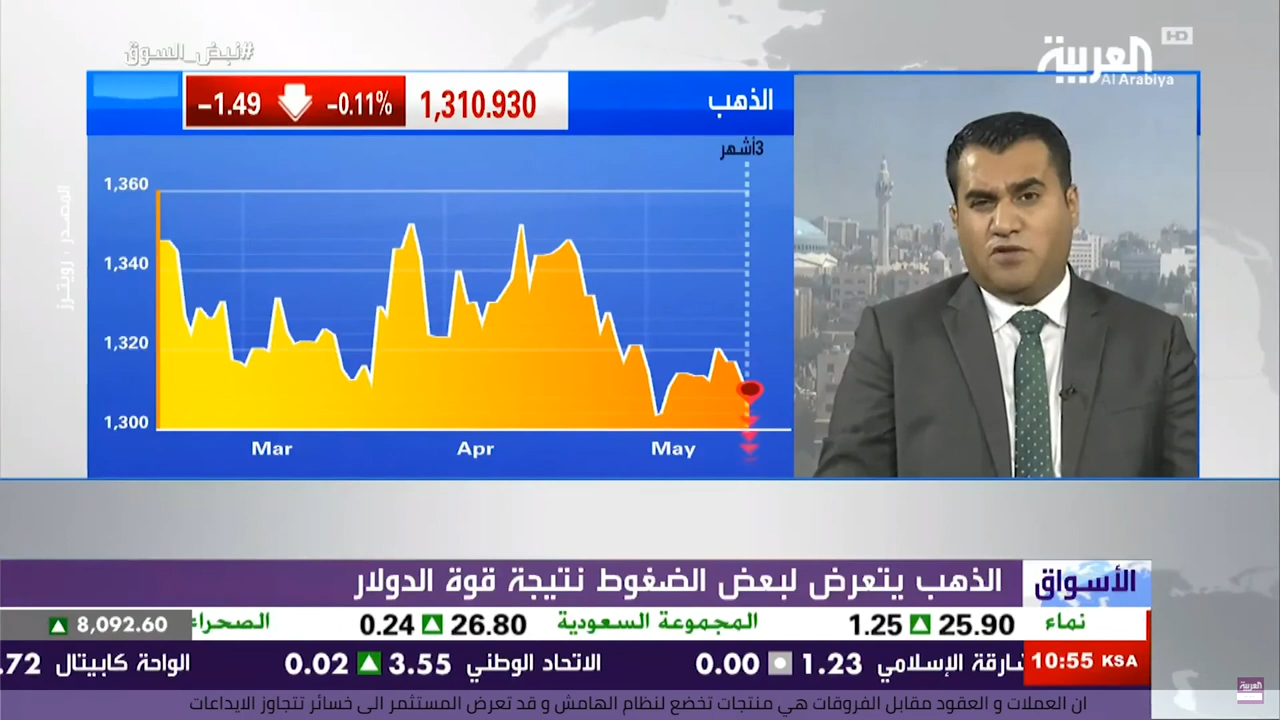 #نبض_السوق
العربية HD
Al Arabiya
الذهب 1,310.930 -0.11% -1.49
3أشهر
1,360
1,340
1,320
1,300
Mar Apr May
المصدر : رويترز
الأسواق الذهب يتعرض لبعض الضغوط نتيجة قوة الدولار
نماء 25.90 1.25 المجموعة السعودية 26.80 0.24 الصحراء 8,092.60
10:55 KSA شارقة الإسلامي 1.23 0.00 الاتحاد الوطني 3.55 0.02 الواحة كابيتال .72
العربية
ان العملات و العقود مقابل الفروقات هي منتجات تخضع لنظام الهامش و قد تعرض المستثمر الى خسائر تتجاوز الايداعات